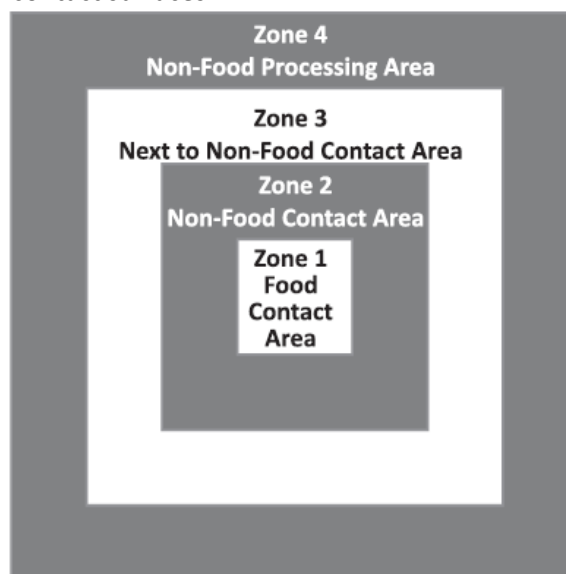 Zone 4
Non-Food Processing Area
Zone 3
Next to Non-Food Contact Area
Zone 2
Non-Food Contact Area
Zone 1
Food
Contact
Area